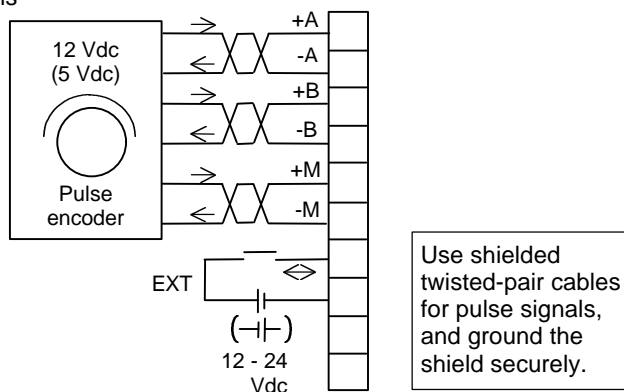 12 Vdc
(5 Vdc)
Pulse
encoder
+A
-A
+B
-B
+M
-M
EXT
12 - 24
Vdc
Use shielded
twisted-pair cables
for pulse signals,
and ground the
shield securely.